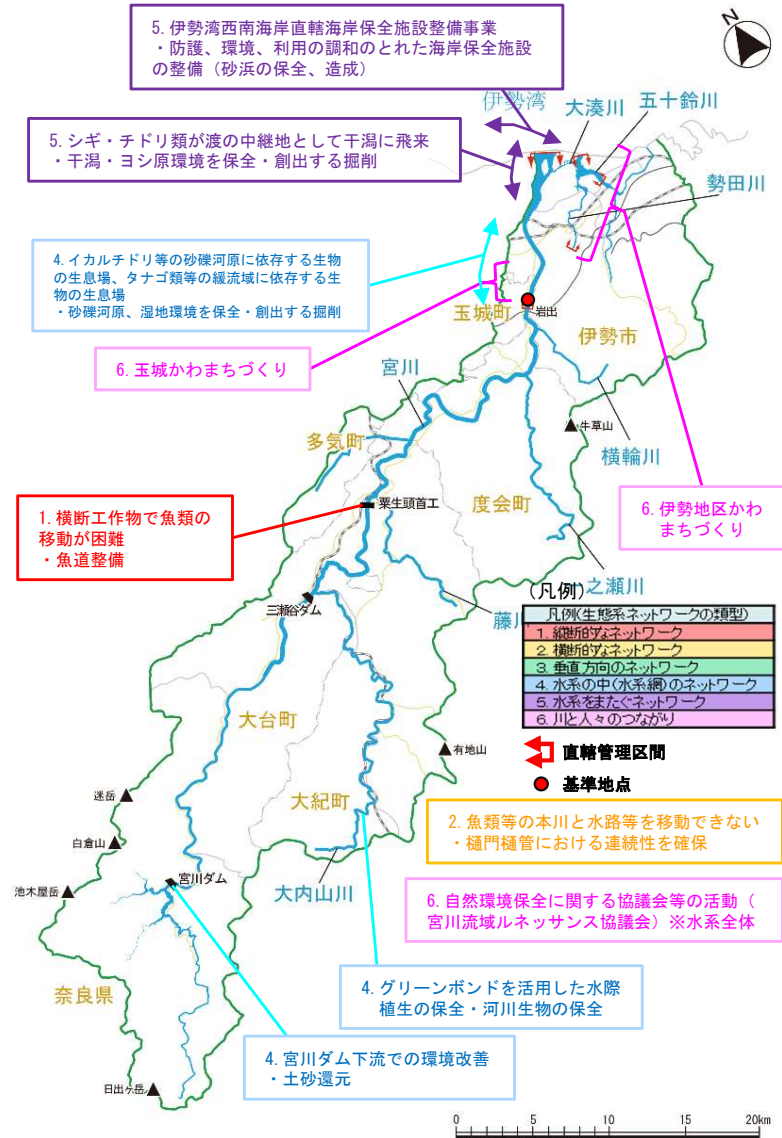 5. 伊勢湾西南海岸直轄海岸保全施設整備事業
・防護、環境、利用の調和のとれた海岸保全施設
の整備（砂浜の保全、造成）
N
伊勢湾
大湊川
五十鈴川
5. シギ・チドリ類が渡の中継地として干潟に飛来
・干潟・ヨシ原環境を保全・創出する掘削
勢田川
4. イカルチドリ等の砂礫河原に依存する生物
の生息場、タナゴ類等の緩流域に依存する生
物の生息場
・砂礫河原、湿地環境を保全・創出する掘削
岩出
玉城町
伊勢市
6. 玉城かわまちづくり
宮川
牛草山
多気町
横輪川
粟生頭首工
度会町
6. 伊勢地区かわ
まちづくり
1. 横断工作物で魚類の
移動が困難
・魚道整備
之瀬川
三瀬谷ダム
藤川
(凡例)
凡例(生態系ネットワークの類型)
1. 縦断的なネットワーク
2. 横断的なネットワーク
3. 垂直方向のネットワーク
4. 水系の中(水系網)のネットワーク
5. 水系をまたぐネットワーク
6. 川と人々のつながり
大台町
有地山
直轄管理区間
基準地点
迷岳
大紀町
2. 魚類等の本川と水路等を移動できない
・樋門樋管における連続性を確保
白倉山
宮川ダム
池木屋岳
大内山川
6. 自然環境保全に関する協議会等の活動（
宮川流域ルネッサンス協議会）※水系全体
奈良県
4. グリーンボンドを活用した水際
植生の保全・河川生物の保全
4. 宮川ダム下流での環境改善
・土砂還元
日出ヶ岳
0 5 10 15 20km